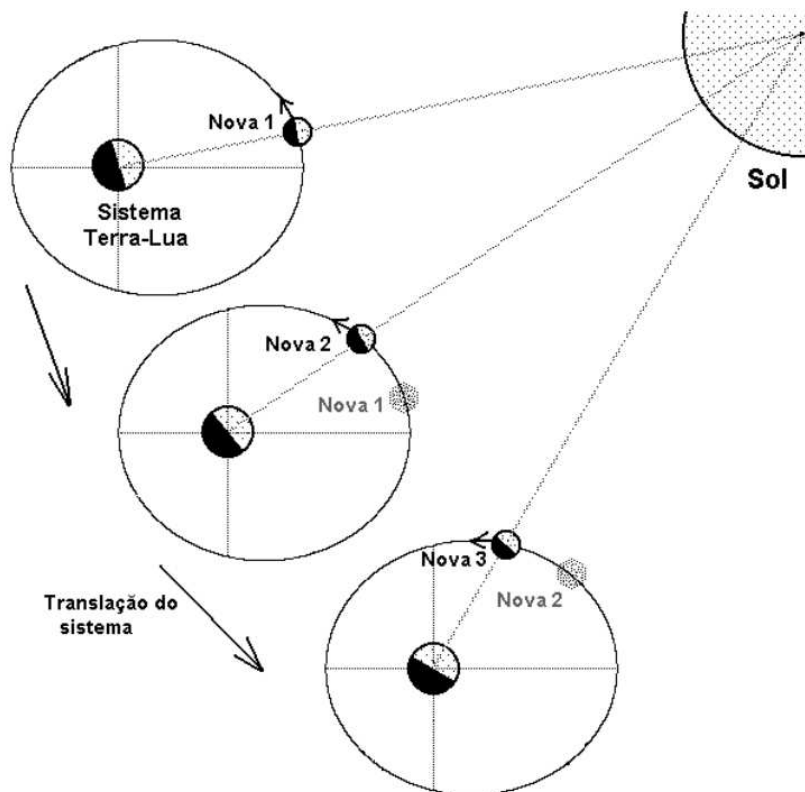 Nova 1
Sol
Sistema
Terra-Lua
Nova 2
Nova 1
Nova 3
Nova 2
Translação do
sistema